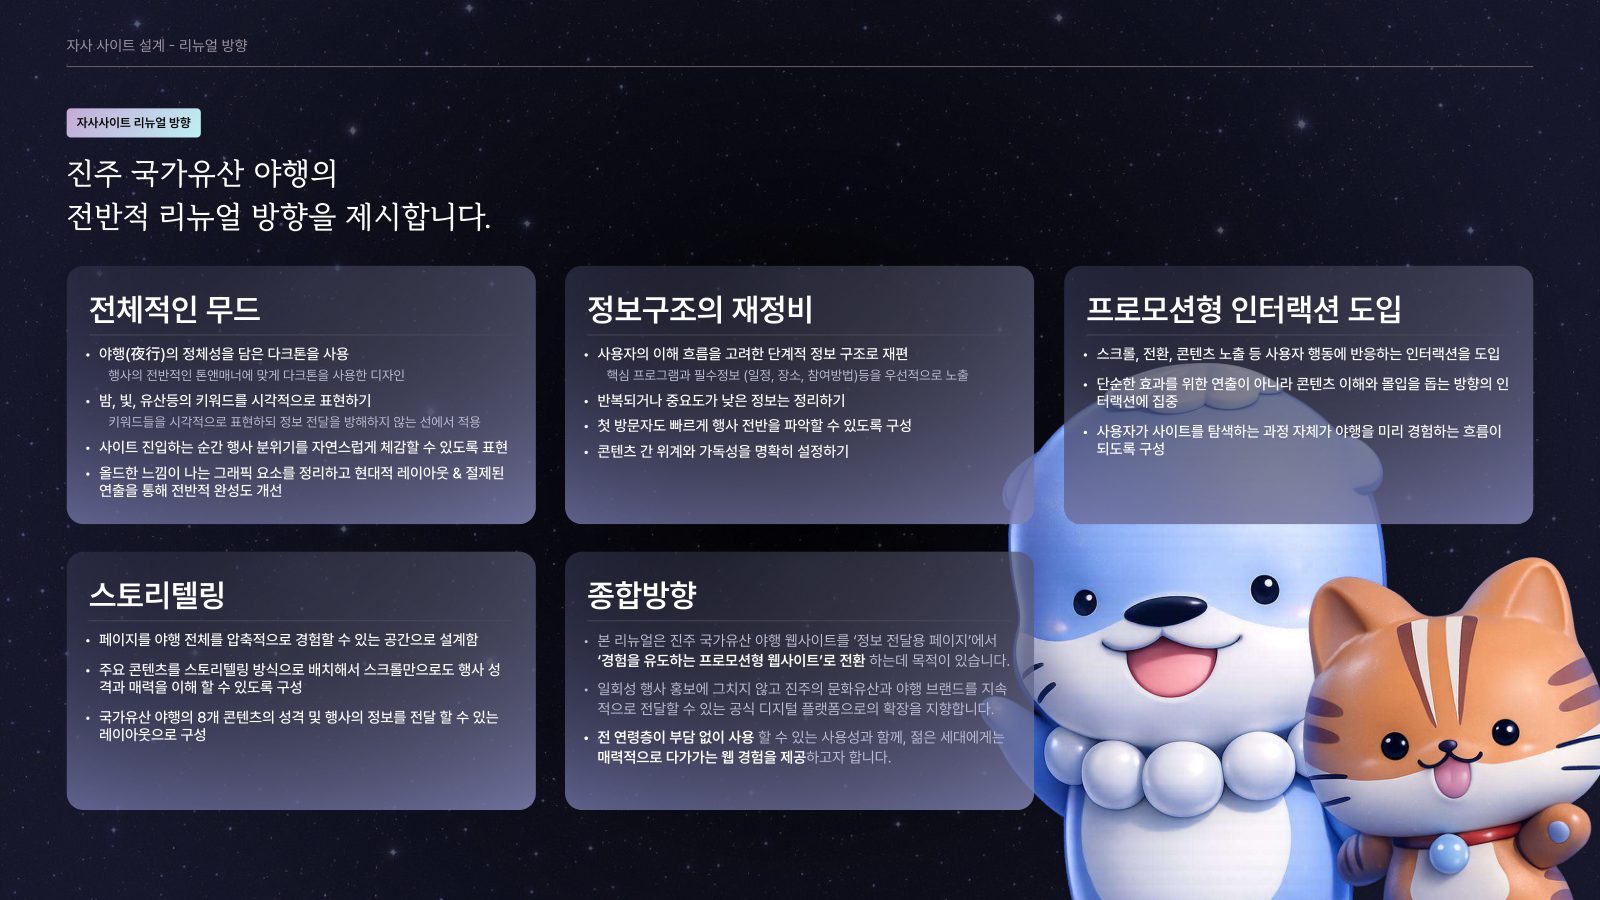 자사 사이트 설계 - 리뉴얼 방향
자사사이트 리뉴얼 방향
진주 국가유산 야행의
전반적 리뉴얼 방향을 제시합니다.
전체적인 무드
• 야행(夜行)의 정체성을 담은 다크톤을 사용
행사의 전반적인 톤앤매너에 맞게 다크톤을 사용한 디자인
• 밤, 빛, 유산등의 키워드를 시각적으로 표현하기
키워드들을 시각적으로 표현하되 정보 전달을 방해하지 않는 선에서 적용
• 사이트 진입하는 순간 행사 분위기를 자연스럽게 체감할 수 있도록 표현
• 올드한 느낌이 나는 그래픽 요소를 정리하고 현대적 레이아웃 & 절제된
연출을 통해 전반적 완성도 개선
정보구조의 재정비
• 사용자의 이해 흐름을 고려한 단계적 정보 구조로 재편
핵심 프로그램과 필수정보 (일정, 장소, 참여방법)등을 우선적으로 노출
• 반복되거나 중요도가 낮은 정보는 정리하기
• 첫 방문자도 빠르게 행사 전반을 파악할 수 있도록 구성
• 콘텐츠 간 위계와 가독성을 명확히 설정하기
프로모션형 인터랙션 도입
• 스크롤, 전환, 콘텐츠 노출 등 사용자 행동에 반응하는 인터랙션을 도입
• 단순한 효과를 위한 연출이 아니라 콘텐츠 이해와 몰입을 돕는 방향의 인
터랙션에 집중
• 사용자가 사이트를 탐색하는 과정 자체가 야행을 미리 경험하는 흐름이
되도록 구성
스토리텔링
• 페이지를 야행 전체를 압축적으로 경험할 수 있는 공간으로 설계함
• 주요 콘텐츠를 스토리텔링 방식으로 배치해서 스크롤만으로도 행사 성
격과 매력을 이해 할 수 있도록 구성
• 국가유산 야행의 8개 콘텐츠의 성격 및 행사의 정보를 전달 할 수 있는
레이아웃으로 구성
종합방향
• 본 리뉴얼은 진주 국가유산 야행 웹사이트를 ‘정보 전달용 페이지’에서
‘경험을 유도하는 프로모션형 웹사이트’로 전환 하는데 목적이 있습니다.
• 일회성 행사 홍보에 그치지 않고 진주의 문화유산과 야행 브랜드를 지속
적으로 전달할 수 있는 공식 디지털 플랫폼으로의 확장을 지향합니다.
• 전 연령층이 부담 없이 사용 할 수 있는 사용성과 함께, 젊은 세대에게는
매력적으로 다가가는 웹 경험을 제공하고자 합니다.